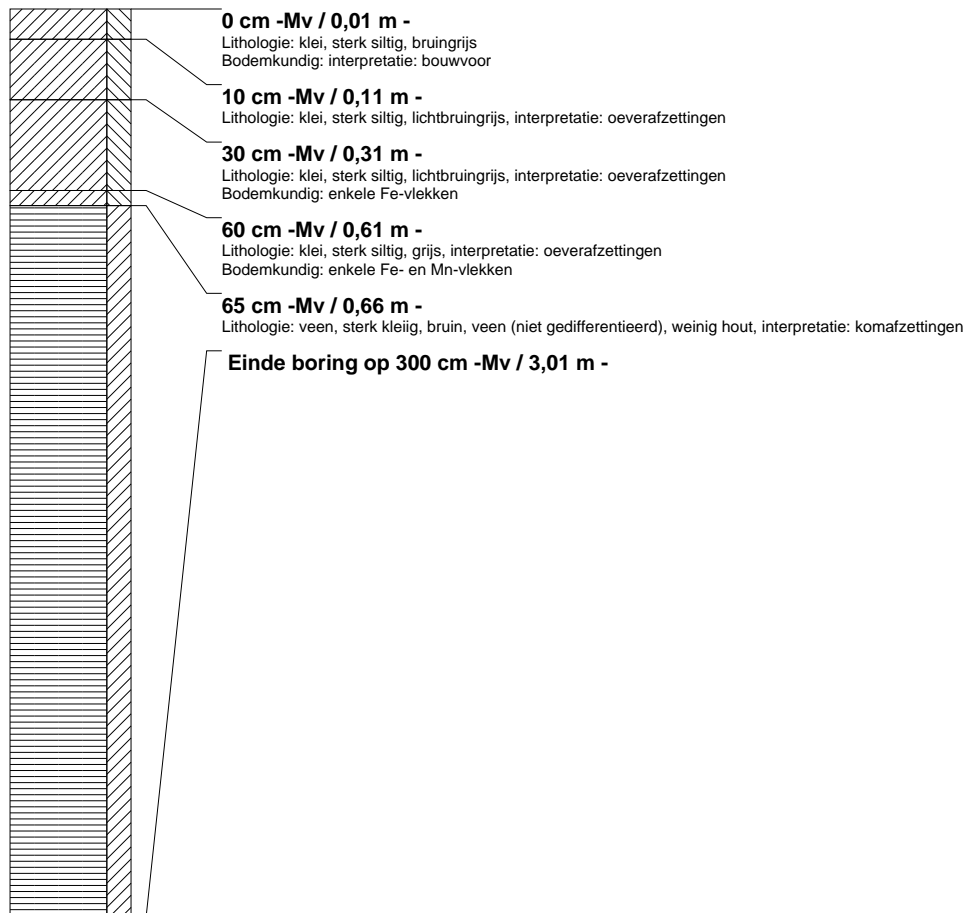 0 cm -Mv / 0,01 m -
Lithologie: klei, sterk siltig, bruingrijs
Bodemkundig: interpretatie: bouwvoor
10 cm -Mv / 0,11 m -
Lithologie: klei, sterk siltig, lichtbruingrijs, interpretatie: oeverafzettingen
30 cm -Mv / 0,31 m -
Lithologie: klei, sterk siltig, lichtbruingrijs, interpretatie: oeverafzettingen
Bodemkundig: enkele Fe-vlekken
60 cm -Mv / 0,61 m -
Lithologie: klei, sterk siltig, grijs, interpretatie: oeverafzettingen
Bodemkundig: enkele Fe- en Mn-vlekken
65 cm -Mv / 0,66 m -
Lithologie: veen, sterk kleiig, bruin, veen (niet gedifferentieerd), weinig hout, interpretatie: komafzettingen
Einde boring op 300 cm -Mv / 3,01 m -